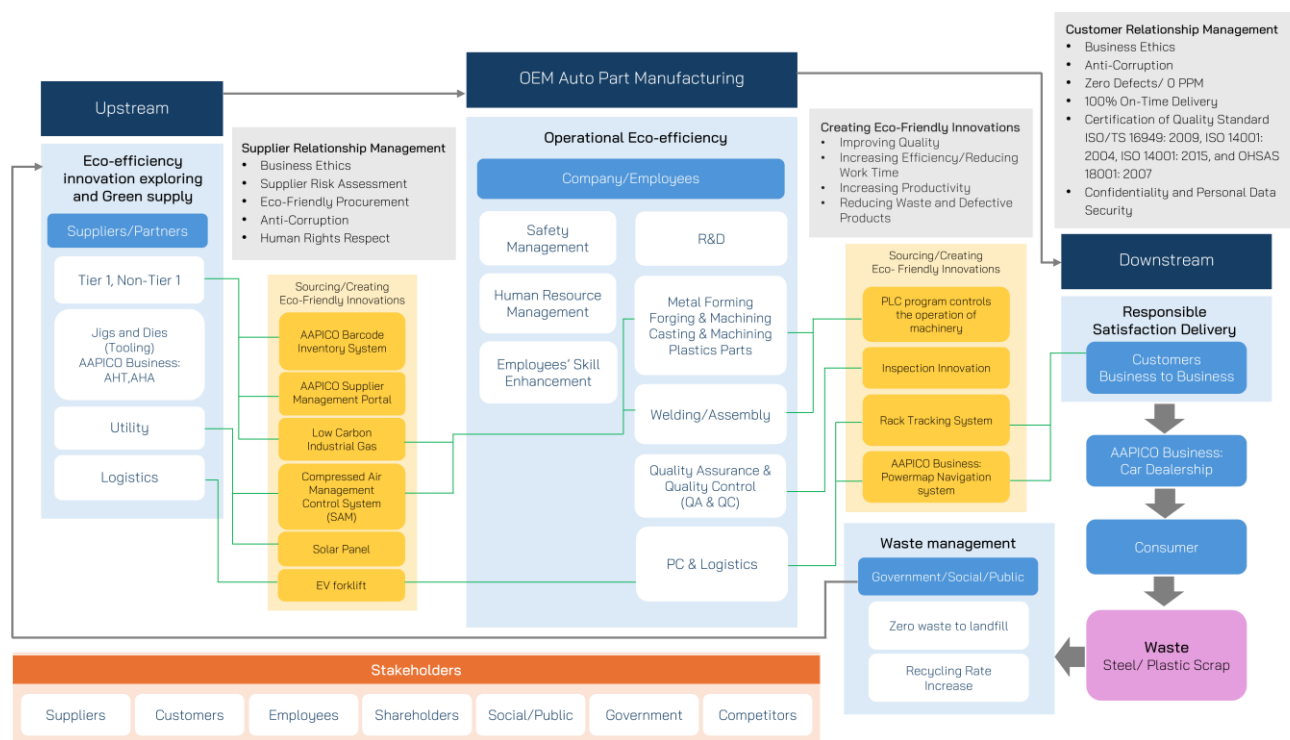 Upstream
Eco-efficiency
innovation exploring
and Green supply
Suppliers/Partners
Tier 1, Non-Tier 1
Jigs and Dies
(Tooling)
AAPICO Business:
AHT,AHA
Utility
Logistics
Supplier Relationship Management
• Business Ethics
• Supplier Risk Assessment
• Eco-Friendly Procurement
• Anti-Corruption
• Human Rights Respect
Sourcing/Creating
Eco-Friendly Innovations
AAPICO Barcode
Inventory System
AAPICO Supplier
Management Portal
Low Carbon
Industrial Gas
Compressed Air
Management
Control System
(SAM)
Solar Panel
EV forklift
OEM Auto Part Manufacturing
Operational Eco-efficiency
Company/Employees
Safety
Management
Human Resource
Management
Employees' Skill
Enhancement
R&D
Metal Forming
Forging & Machining
Casting & Machining
Plastics Parts
Welding/Assembly
Quality Assurance &
Quality Control
(QA & QC)
PC & Logistics
Creating Eco-Friendly Innovations
• Improving Quality
• Increasing Efficiency/Reducing
Work Time
• Increasing Productivity
• Reducing Waste and Defective
Products
Sourcing/Creating
Eco- Friendly Innovations
PLC program controls
the operation of
machinery
Inspection Innovation
Rack Tracking System
AAPICO Business:
Powermap Navigation
system
Customer Relationship Management
• Business Ethics
• Anti-Corruption
• Zero Defects/ 0 PPM
• 100% On-Time Delivery
• Certification of Quality Standard
ISO/TS 16949: 2009, ISO 14001:
2004, ISO 14001: 2015, and OHSAS
18001: 2007
• Confidentiality and Personal Data
Security
Downstream
Responsible
Satisfaction Delivery
Customers
Business to Business
AAPICO Business:
Car Dealership
Consumer
Waste
Steel/ Plastic Scrap
Waste management
Government/Social/Public
Zero waste to landfill
Recycling Rate
Increase
Stakeholders
Suppliers
Customers
Employees
Shareholders
Social/Public
Government
Competitors